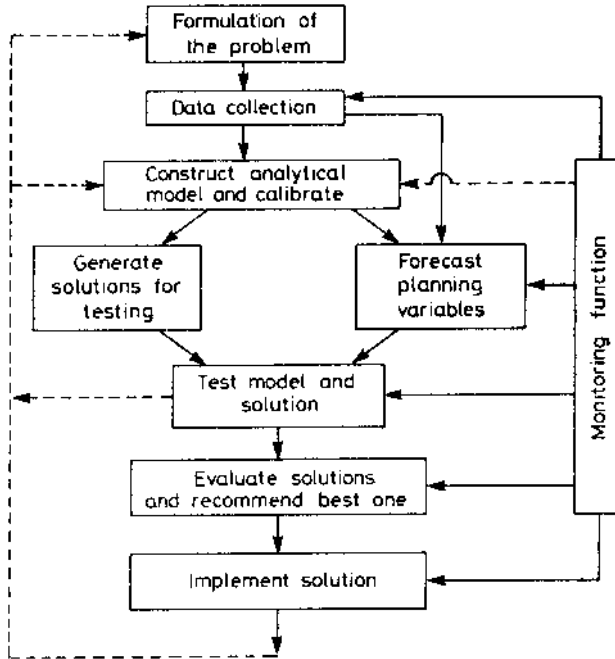 Formulation of
the problem
Data collection
Construct analytical
model and calibrate
Generate
solutions for
testing
Forecast
planning
variables
Monitoring function
Test model and
solution
Evaluate solutions
and recommend best one
Implement solution